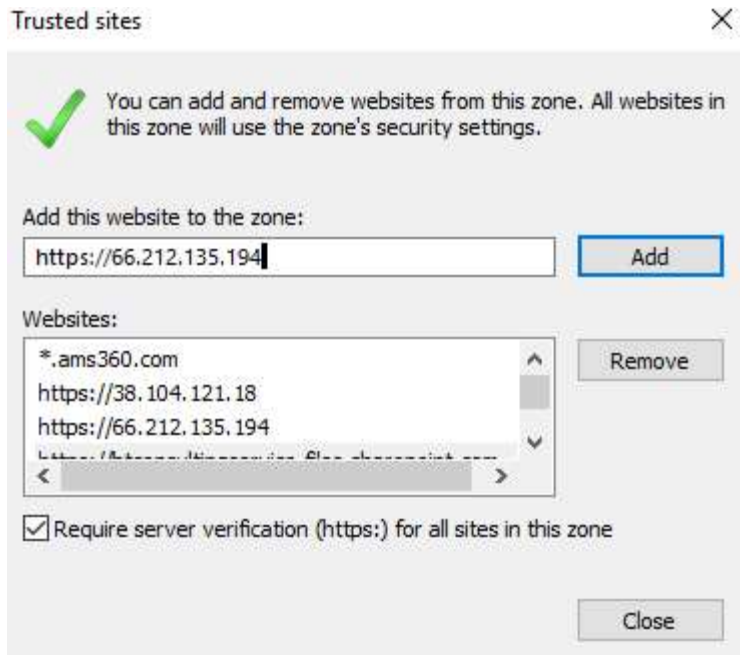 Trusted sites
You can add and remove websites from this zone. All websites in
this zone will use the zone's security settings.
Add this website to the zone:
https://66.212.135.194
Add
Websites:
*.ams360.com
https://38.104.121.18
https://66.212.135.194
Remove
Require server verification (https:) for all sites in this zone
Close